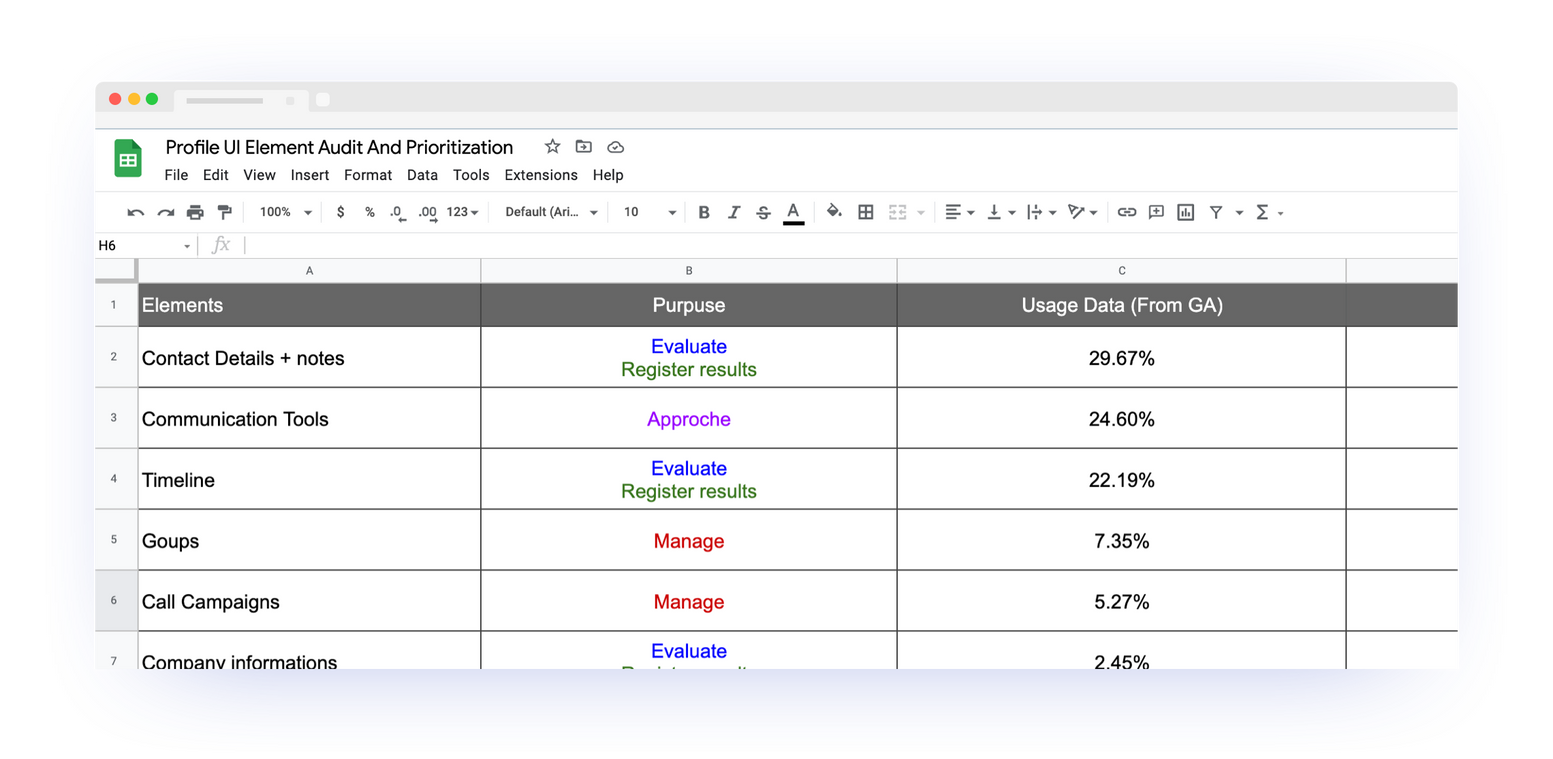 Profile UI Element Audit And Prioritization
File Edit View Insert Format Data Tools Extensions Help
100% $ % .0 .00 123 Default (Ari... 10 B I S A Σ
H6 fx
A B C
1 Elements Purpuse Usage Data (From GA)
2 Contact Details + notes Evaluate 29.67%
Register results
3 Communication Tools Approche 24.60%
4 Timeline Evaluate 22.19%
Register results
5 Goups Manage 7.35%
6 Call Campaigns Manage 5.27%
7 Company informations Evaluate 2.45%